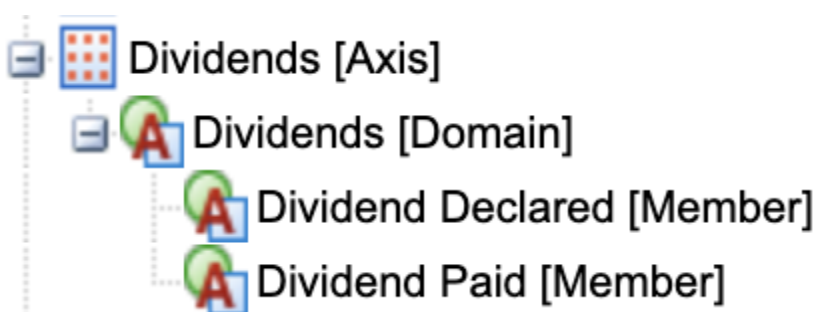 Dividends [Axis]
Dividends [Domain]
Dividend Declared [Member]
Dividend Paid [Member]